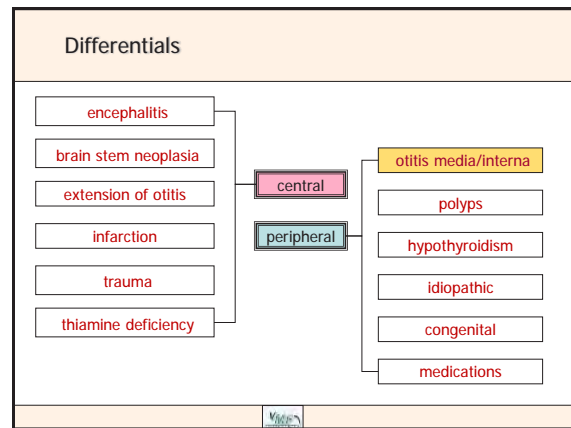 Differentials
encephalitis
brain stem neoplasia
extension of otitis
infarction
trauma
thiamine deficiency
central
peripheral
otitis media/interna
polyps
hypothyroidism
idiopathic
congenital
medications